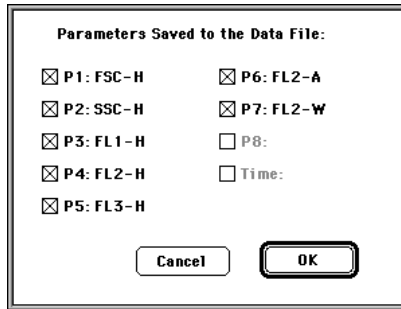 Parameters Saved to the Data File:
P1: FSC-H
P6: FL2-A
P2: SSC-H
P7: FL2-W
P3: FL1-H
P8:
P4: FL2-H
Time:
P5: FL3-H
Cancel
OK